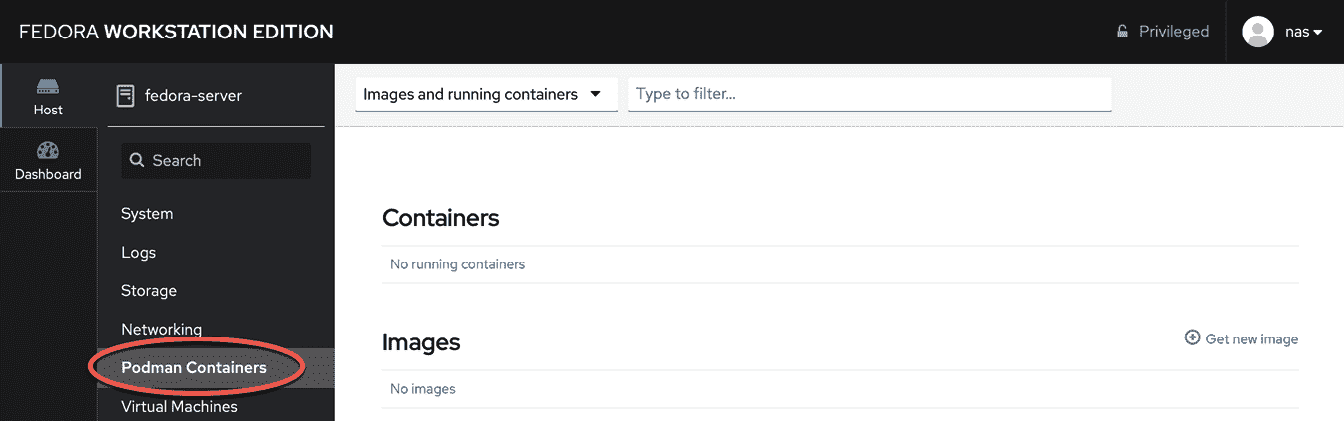 FEDORA WORKSTATION EDITION
Privileged
nas
Host
Dashboard
fedora-server
Search
System
Logs
Storage
Networking
Podman Containers
Virtual Machines
Images and running containers
Type to filter...
Containers
No running containers
Images
Get new image
No images